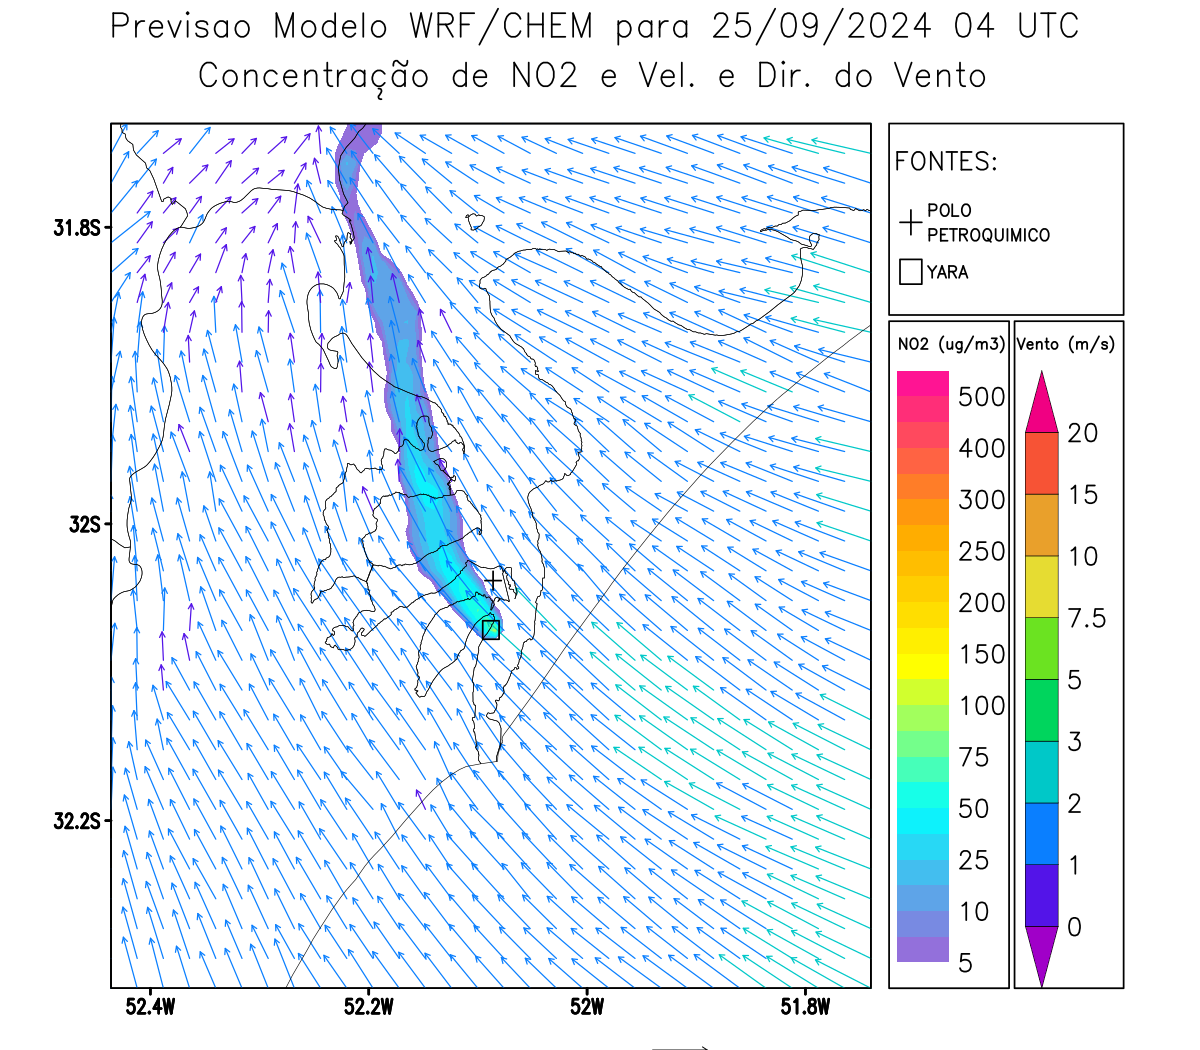 Previsao Modelo WRF/CHEM para 25/09/2024 04 UTC
Concentração de NO2 e Vel. e Dir. do Vento
FONTES:
POLO
PETROQUIMICO
YARA
31.8S
32S
32.2S
52.4W
52.2W
52W
51.8W
NO2 (ug/m3)
500
400
300
250
200
150
100
75
50
25
10
5
Vento (m/s)
20
15
10
7.5
5
3
2
1
0